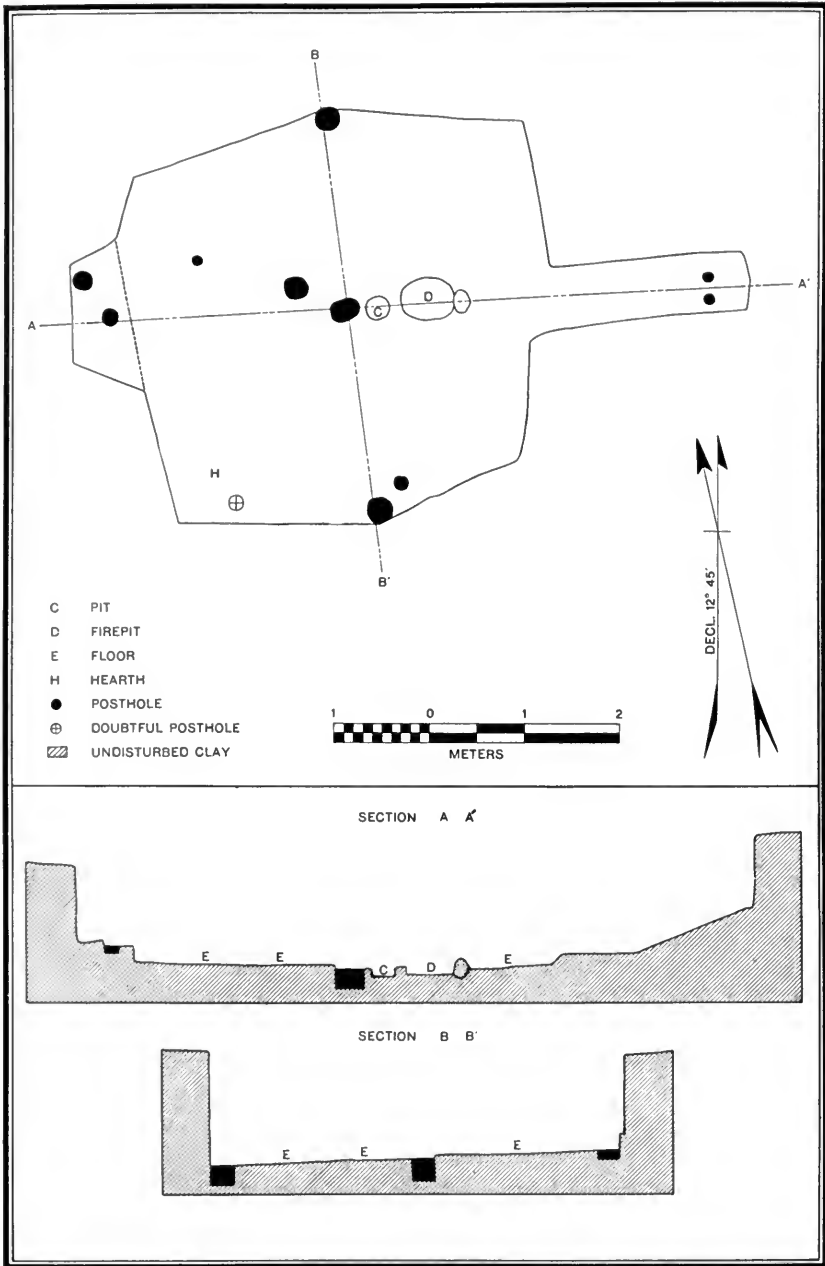 B
A
A'
C
D
H
B'
DECL. 12° 45'
C PIT
D FIREPIT
E FLOOR
H HEARTH
POSTHOLE
DOUBTFUL POSTHOLE
UNDISTURBED CLAY
1 0 1 2
METERS
SECTION A A'
E E C D E
SECTION B B'
E E E